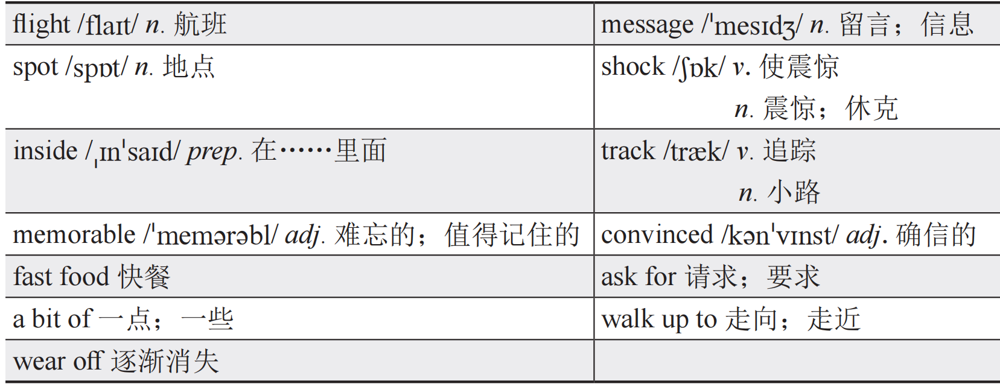 flight /flaɪt/ n. 航班
message /ˈmesɪdʒ/ n. 留言；信息
spot /spɒt/ n. 地点
shock /ʃɒk/ v. 使震惊
n. 震惊；休克
inside /ˌɪnˈsaɪd/ prep. 在……里面
track /træk/ v. 追踪
n. 小路
memorable /ˈmemərəbl/ adj. 难忘的；值得记住的
convinced /kənˈvɪnst/ adj. 确信的
fast food 快餐
ask for 请求；要求
a bit of 一点；一些
walk up to 走向；走近
wear off 逐渐消失